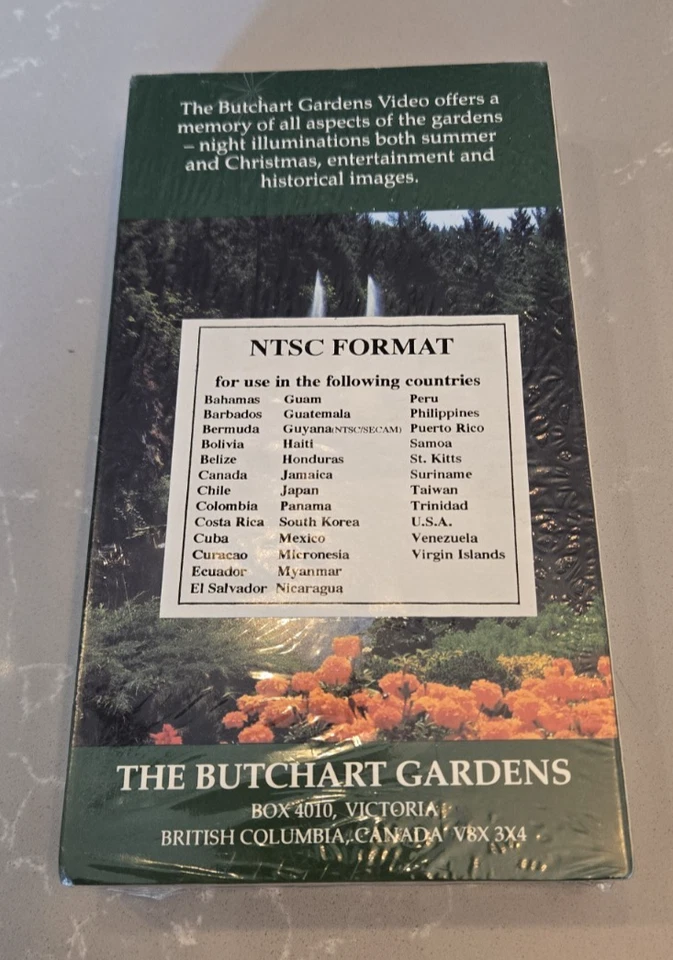 The Butchart Gardens Video offers a
memory of all aspects of the gardens
– night illuminations both summer
and Christmas, entertainment and
historical images.
NTSC FORMAT
for use in the following countries
Bahamas Guam Peru
Barbados Guatemala Philippines
Bermuda Guyana(NTSC/SECAM) Puerto Rico
Bolivia Haiti Samoa
Belize Honduras St. Kitts
Canada Jamaica Suriname
Chile Japan Taiwan
Colombia Panama Trinidad
Costa Rica South Korea U.S.A.
Cuba Mexico Venezuela
Curacao Micronesia Virgin Islands
Ecuador Myanmar
El Salvador Nicaragua
THE BUTCHART GARDENS
BOX 4010, VICTORIA,
BRITISH COLUMBIA, CANADA V8X 3X4